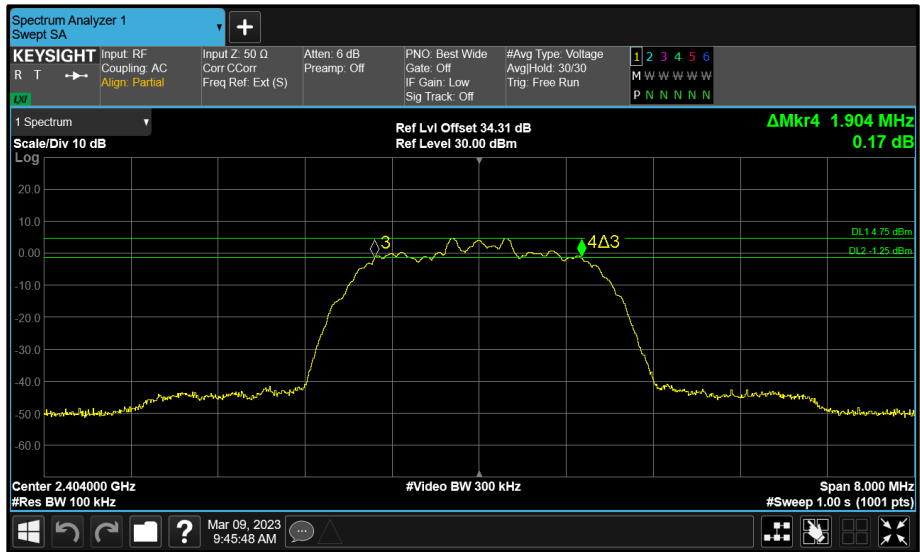 Spectrum Analyzer 1
Swept SA
+
KEYSIGHT
R T
LXI
Input: RF
Coupling: AC
Align: Partial
Input Z: 50 Ω
Corr CCorr
Freq Ref: Ext (S)
Atten: 6 dB
Preamp: Off
PNO: Best Wide
Gate: Off
IF Gain: Low
Sig Track: Off
#Avg Type: Voltage
Avg|Hold: 30/30
Trig: Free Run
1 2 3 4 5 6
M W W W W W
P N N N N N
1 Spectrum
Scale/Div 10 dB
Ref Lvl Offset 34.31 dB
Ref Level 30.00 dBm
ΔMkr4 1.904 MHz
0.17 dB
Log
20.0
10.0
0.00
-10.0
-20.0
-30.0
-40.0
-50.0
-60.0
3
4Δ3
DL1 4.75 dBm
DL2 -1.25 dBm
Center 2.404000 GHz
#Res BW 100 kHz
#Video BW 300 kHz
Span 8.000 MHz
#Sweep 1.00 s (1001 pts)
?
Mar 09, 2023
9:45:48 AM